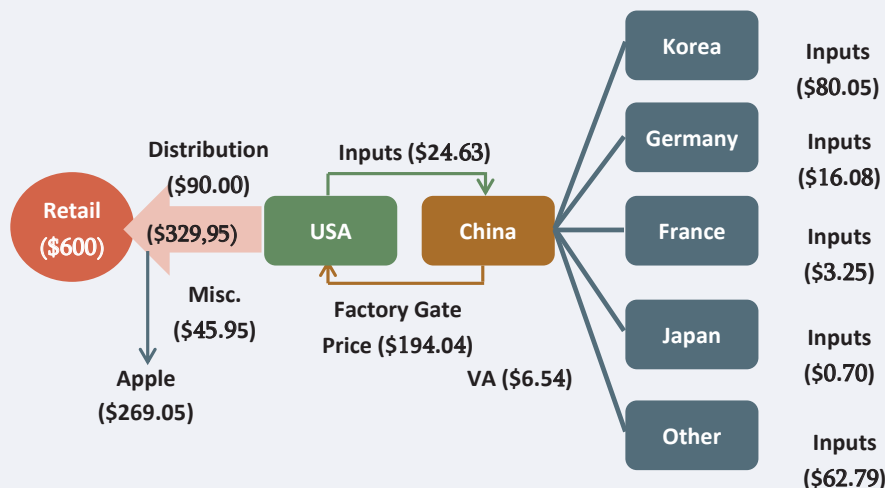 Distribution
($90.00)
Retail
($600)
($329,95)
Misc.
($45.95)
Apple
($269.05)
Inputs ($24.63)
USA
China
Factory Gate
Price ($194.04)
VA ($6.54)
Korea
Inputs
($80.05)
Germany
Inputs
($16.08)
France
Inputs
($3.25)
Japan
Inputs
($0.70)
Other
Inputs
($62.79)